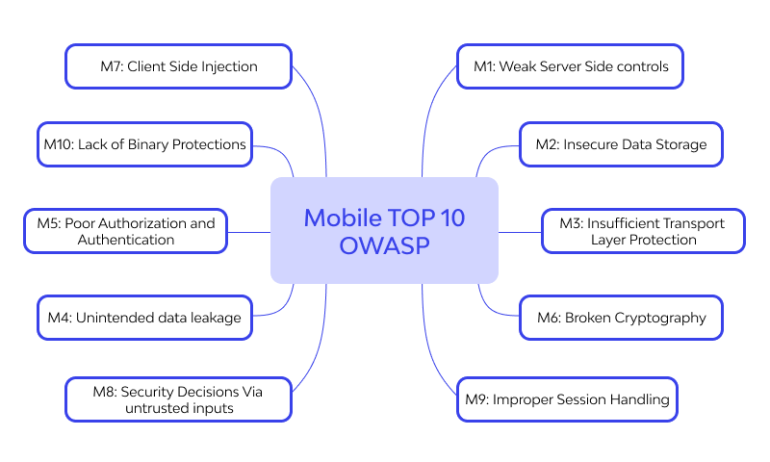 M7: Client Side Injection
M1: Weak Server Side controls
M10: Lack of Binary Protections
M2: Insecure Data Storage
Mobile TOP 10
OWASP
M5: Poor Authorization and
Authentication
M3: Insufficient Transport
Layer Protection
M4: Unintended data leakage
M6: Broken Cryptography
M8: Security Decisions Via
untrusted inputs
M9: Improper Session Handling